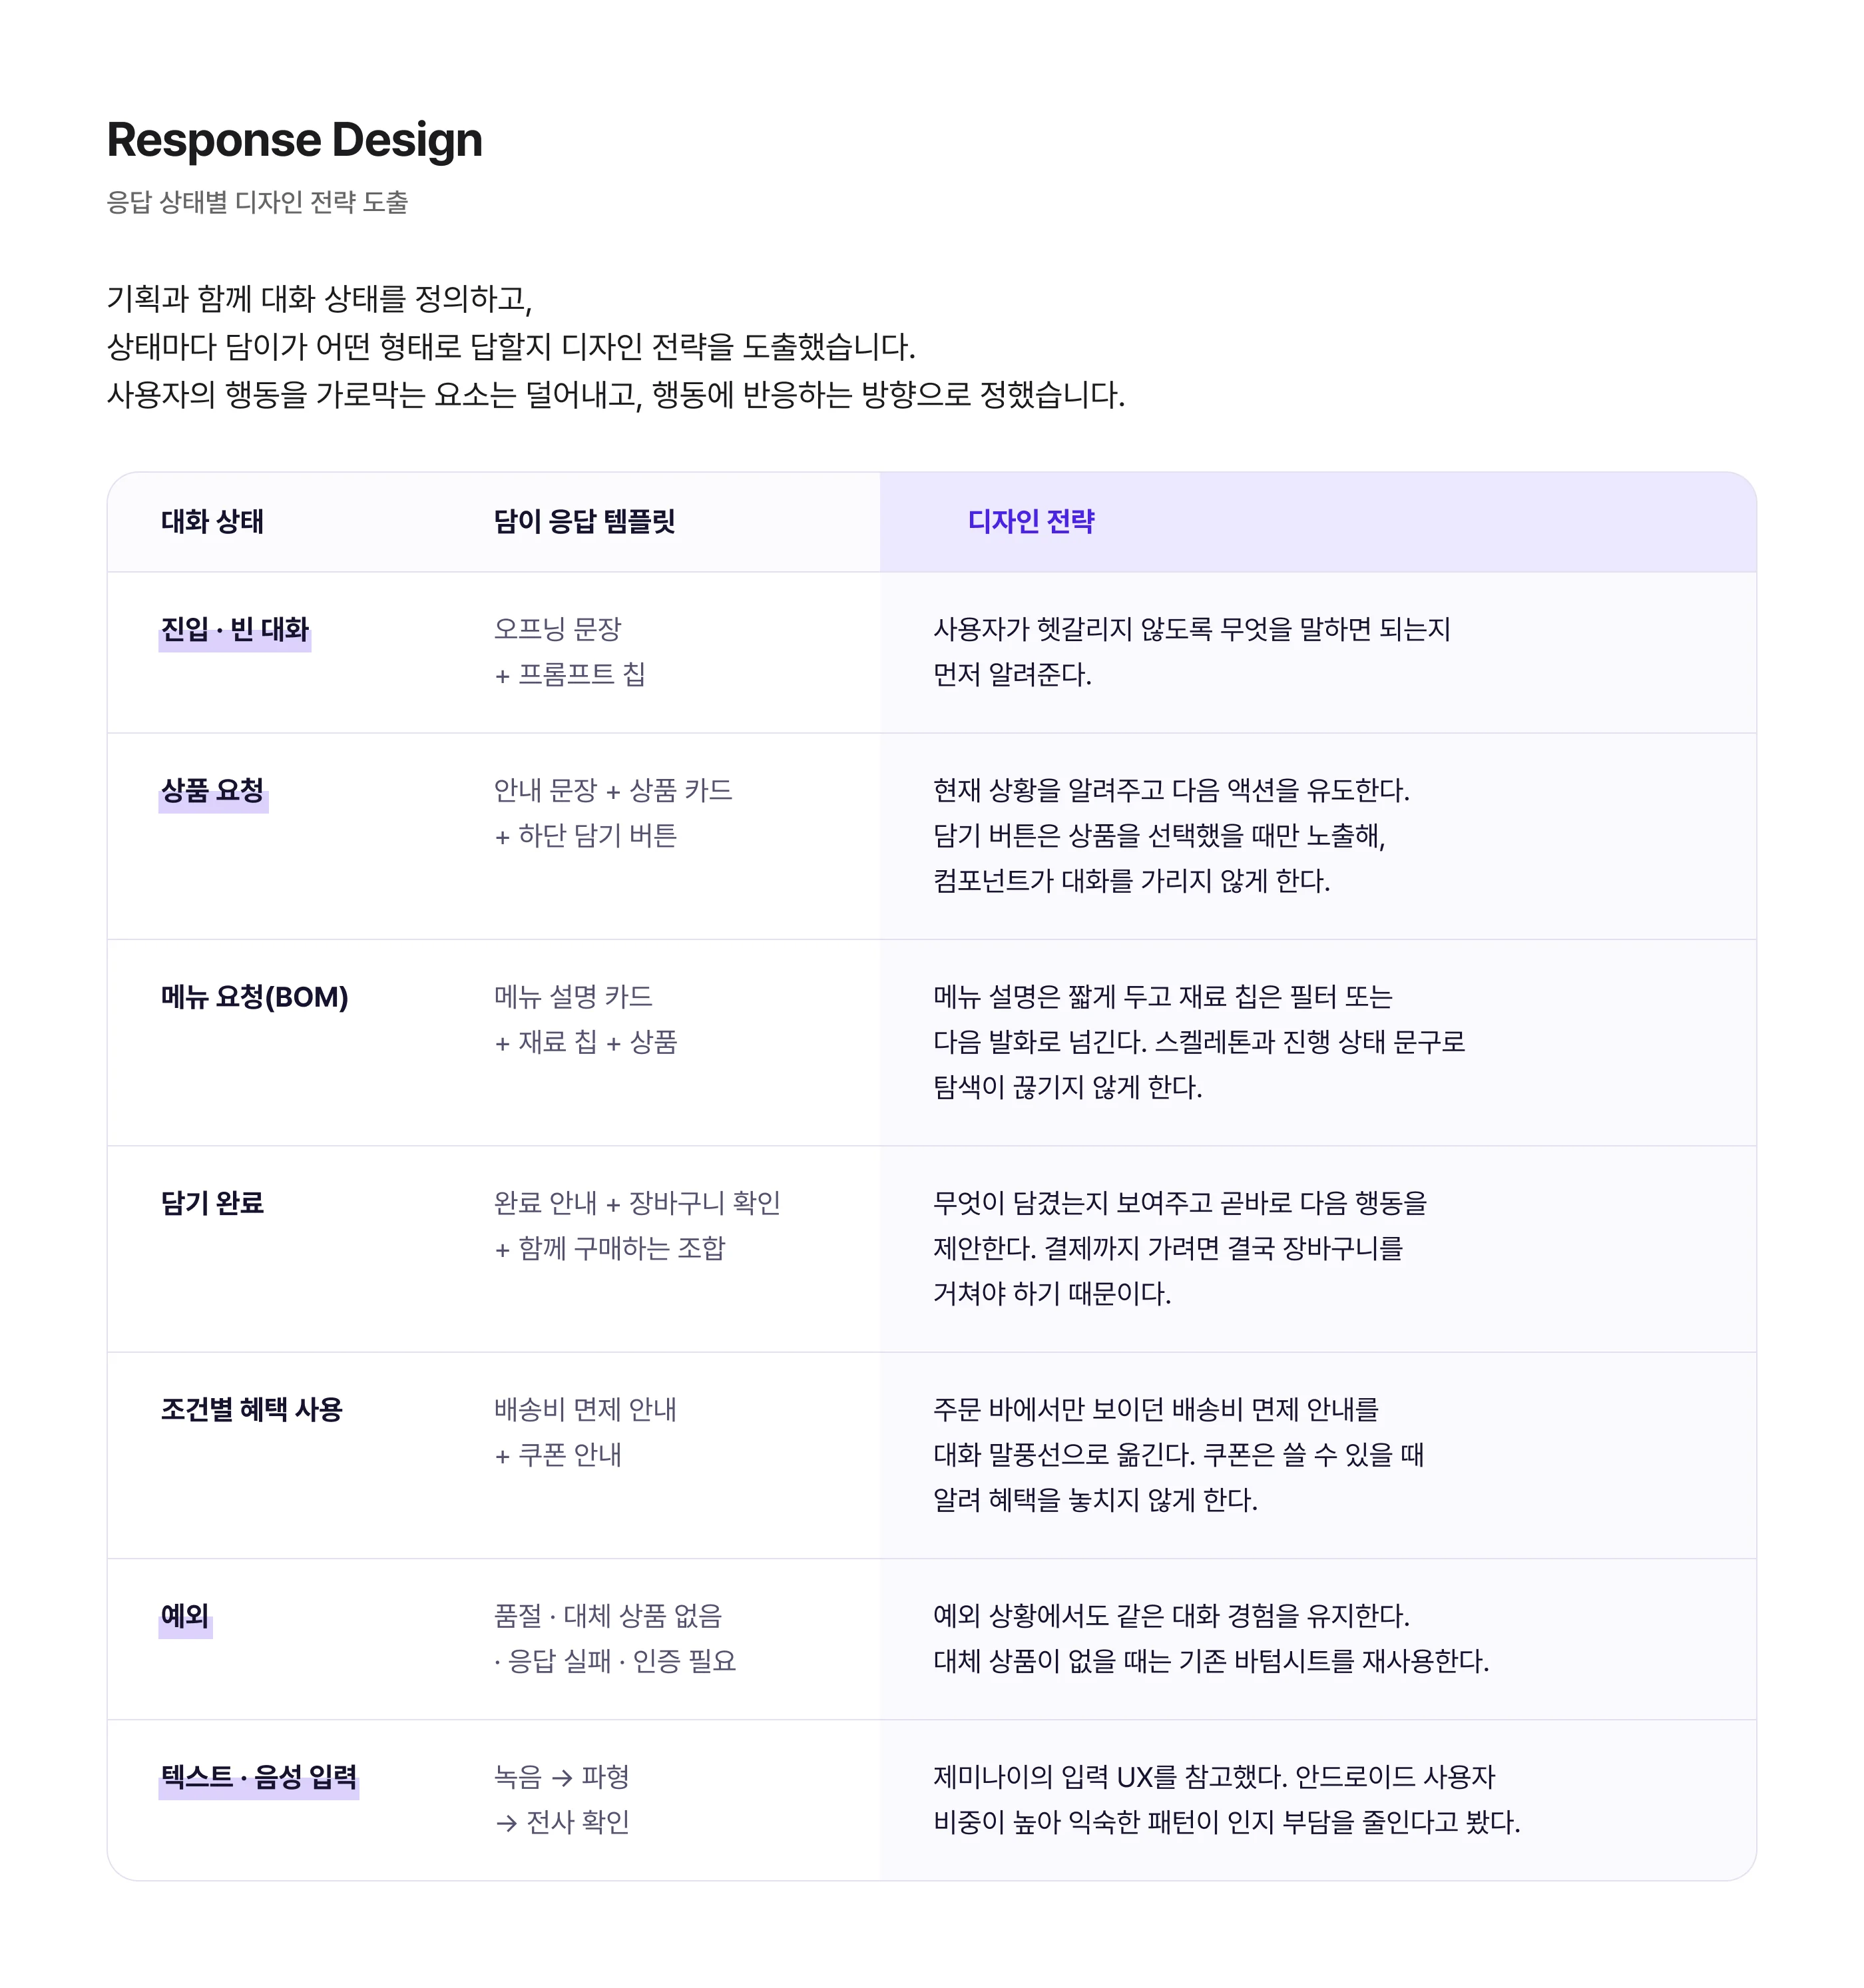 Response Design
응답 상태별 디자인 전략 도출
기획과 함께 대화 상태를 정의하고,
상태마다 담이가 어떤 형태로 답할지 디자인 전략을 도출했습니다.
사용자의 행동을 가로막는 요소는 덜어내고, 행동에 반응하는 방향으로 정했습니다.
대화 상태
담이 응답 템플릿
디자인 전략
진입 · 빈 대화
오프닝 문장
+ 프롬프트 칩
사용자가 헷갈리지 않도록 무엇을 말하면 되는지
먼저 알려준다.
상품 요청
안내 문장 + 상품 카드
+ 하단 담기 버튼
현재 상황을 알려주고 다음 액션을 유도한다.
담기 버튼은 상품을 선택했을 때만 노출해,
컴포넌트가 대화를 가리지 않게 한다.
메뉴 요청(BOM)
메뉴 설명 카드
+ 재료 칩 + 상품
메뉴 설명은 짧게 두고 재료 칩은 필터 또는
다음 발화로 넘긴다. 스켈레톤과 진행 상태 문구로
탐색이 끊기지 않게 한다.
담기 완료
완료 안내 + 장바구니 확인
+ 함께 구매하는 조합
무엇이 담겼는지 보여주고 곧바로 다음 행동을
제안한다. 결제까지 가려면 결국 장바구니를
거쳐야 하기 때문이다.
조건별 혜택 사용
배송비 면제 안내
+ 쿠폰 안내
주문 바에서만 보이던 배송비 면제 안내를
대화 말풍선으로 옮긴다. 쿠폰은 쓸 수 있을 때
알려 혜택을 놓치지 않게 한다.
예외
품절 · 대체 상품 없음
· 응답 실패 · 인증 필요
예외 상황에서도 같은 대화 경험을 유지한다.
대체 상품이 없을 때는 기존 바텀시트를 재사용한다.
텍스트 · 음성 입력
녹음 → 파형
→ 전사 확인
제미나이의 입력 UX를 참고했다. 안드로이드 사용자
비중이 높아 익숙한 패턴이 인지 부담을 줄인다고 봤다.